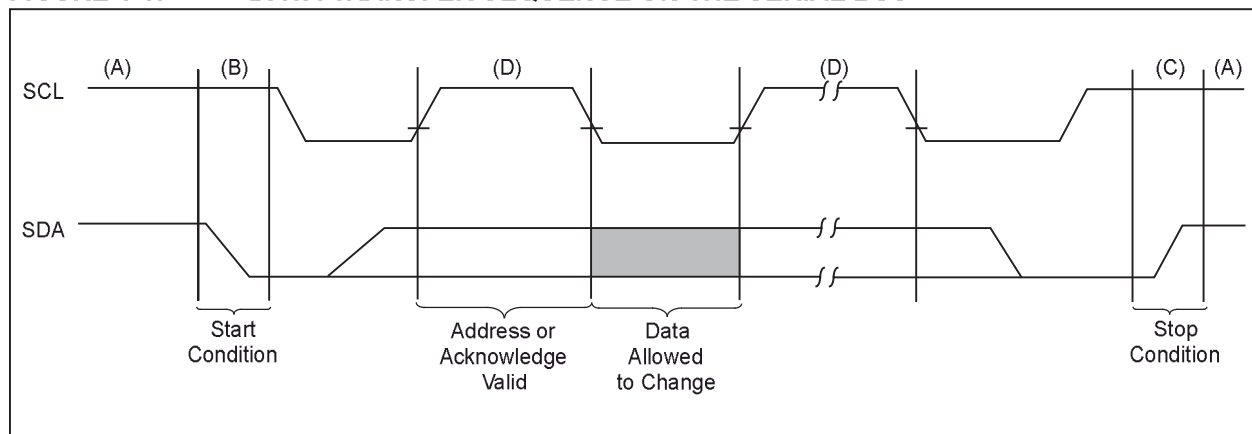 (A) (B) (D) (D) (C) (A)
SCL
SDA
Start
Condition
Address or
Acknowledge
Valid
Data
Allowed
to Change
Stop
Condition